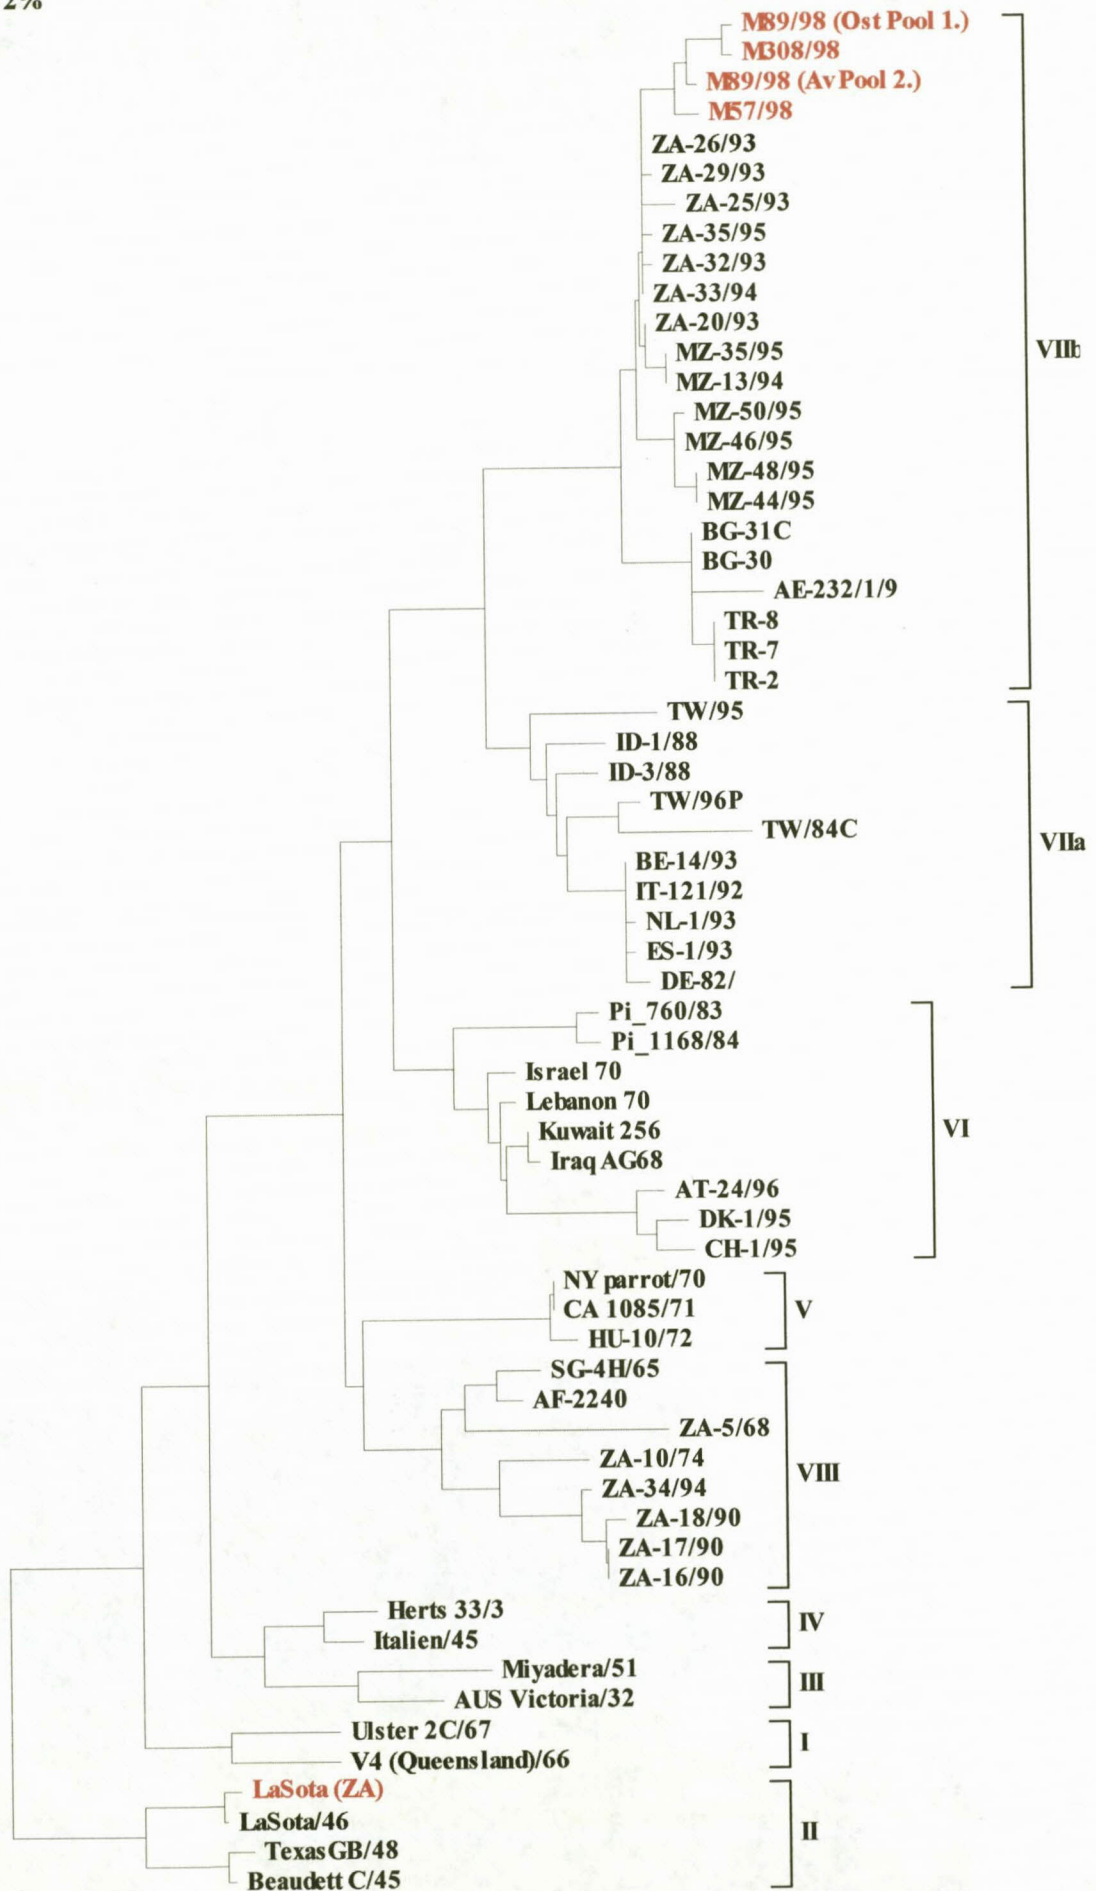 2%
M89/98 (Ost Pool 1.)
M308/98
M89/98 (Av Pool 2.)
M57/98
ZA-26/93
ZA-29/93
ZA-25/93
ZA-35/95
ZA-32/93
ZA-33/94
ZA-20/93
MZ-35/95
MZ-13/94
VIIb
MZ-50/95
MZ-46/95
MZ-48/95
MZ-44/95
BG-31C
BG-30
AE-232/1/9
TR-8
TR-7
TR-2
TW/95
ID-1/88
ID-3/88
TW/96P
TW/84C
VIIa
BE-14/93
IT-121/92
NL-1/93
ES-1/93
DE-82/
Pi_760/83
Pi_1168/84
Israel 70
Lebanon 70
Kuwait 256
VI
Iraq AG68
AT-24/96
DK-1/95
CH-1/95
NY parrot/70
CA 1085/71
V
HU-10/72
SG-4H/65
AF-2240
ZA-5/68
ZA-10/74
VIII
ZA-34/94
ZA-18/90
ZA-17/90
ZA-16/90
Herts 33/3
IV
Italien/45
Miyadera/51
III
AUS Victoria/32
Ulster 2C/67
I
V4 (Queensland)/66
LaSota (ZA)
LaSota/46
II
TexasGB/48
Beaudett C/45